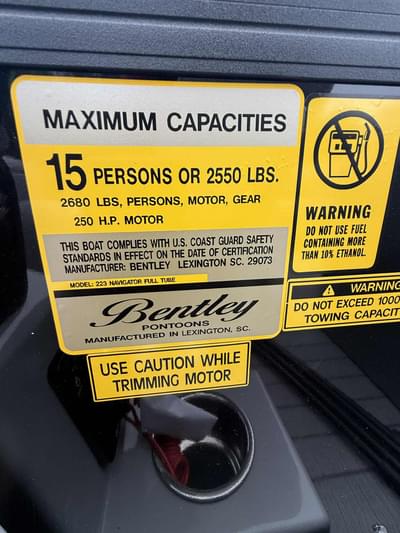 MAXIMUM CAPACITIES
15 PERSONS OR 2550 LBS.
2680 LBS, PERSONS, MOTOR, GEAR
250 H.P. MOTOR
THIS BOAT COMPLIES WITH U.S. COAST GUARD SAFETY
STANDARDS IN EFFECT ON THE DATE OF CERTIFICATION
MANUFACTURER: BENTLEY LEXINGTON SC. 29073
MODEL: 223 NAVIGATOR FULL TUBE
Bentley
PONTOONS
MANUFACTURED IN LEXINGTON, SC.
USE CAUTION WHILE
TRIMMING MOTOR
WARNING
DO NOT USE FUEL
CONTAINING MORE
THAN 10% ETHANOL.
WARNING
DO NOT EXCEED 1000
TOWING CAPACIT